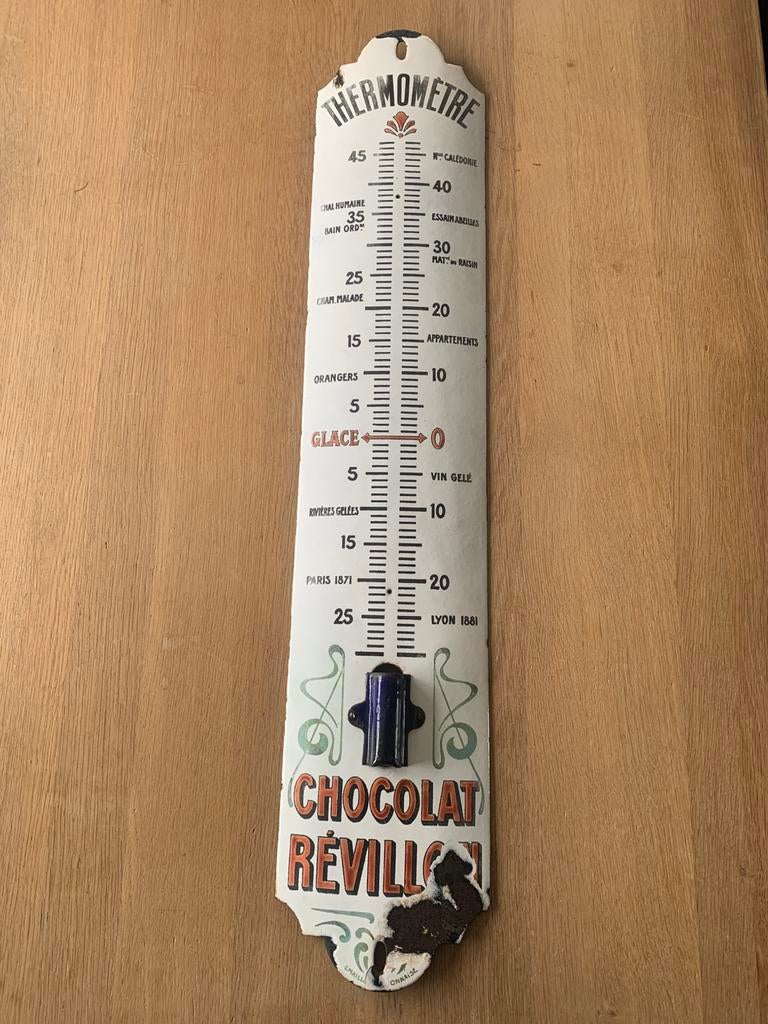 THERMOMÈTRE
45 Nlle CALÉDONIE
40
CHAL. HUMAINE
35 ESSAIM ABEILLES
BAIN ORDre
30
MATon DU RAISIN
25
CHAM. MALADE
20
15 APPARTEMENTS
ORANGERS 10
5
GLACE 0
5 VIN GELÉ
RIVIÈRES GELÉES 10
15
PARIS 1871 20
25 LYON 1881
CHOCOLAT
RÉVILLON